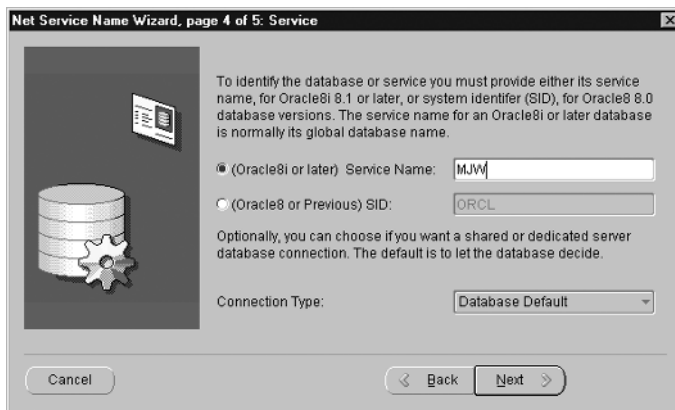 Net Service Name Wizard, page 4 of 5: Service
To identify the database or service you must provide either its service
name, for Oracle8i 8.1 or later, or system identifer (SID), for Oracle8 8.0
database versions. The service name for an Oracle8i or later database
is normally its global database name.
(Oracle8i or later) Service Name: MJW
(Oracle8 or Previous) SID: ORCL
Optionally, you can choose if you want a shared or dedicated server
database connection. The default is to let the database decide.
Connection Type: Database Default
Cancel Back Next